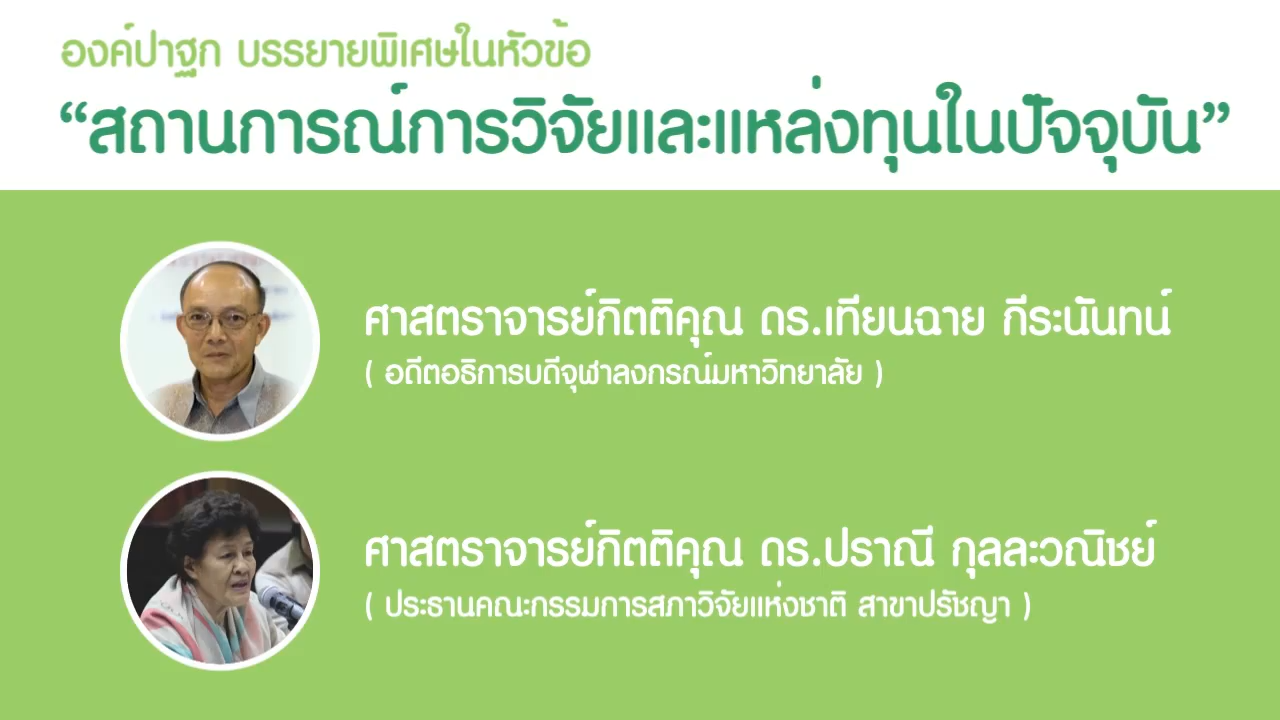 องค์ปาฐก บรรยายพิเศษในหัวข้อ
“สถานการณ์การวิจัยและแหล่งทุนในปัจจุบัน”
ศาสตราจารย์กิตติคุณ ดร.เทียนฉาย กีระนันทน์
( อดีตอธิการบดีจุฬาลงกรณ์มหาวิทยาลัย )
ศาสตราจารย์กิตติคุณ ดร.ปราณี กุลละวณิชย์
( ประธานคณะกรรมการสภาวิจัยแห่งชาติ สาขาปรัชญา )